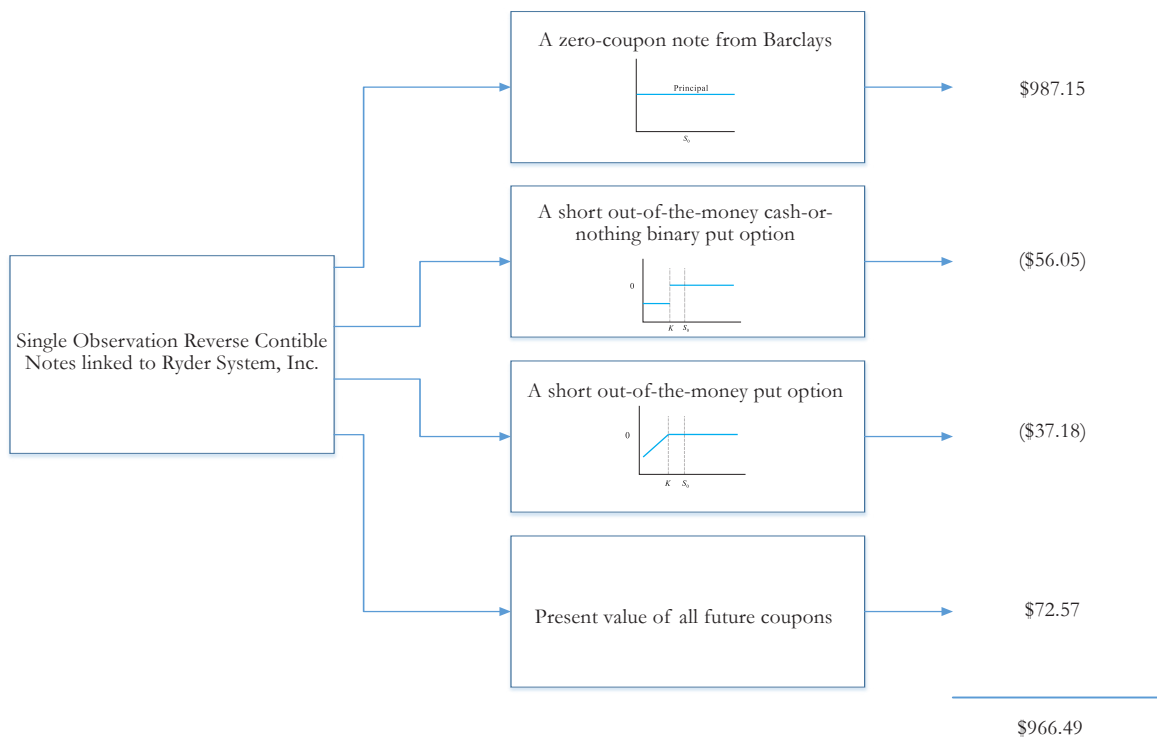 A zero-coupon note from Barclays
Principal
S0
$987.15
A short out-of-the-money cash-or-
nothing binary put option
0
K S0
($56.05)
Single Observation Reverse Contible
Notes linked to Ryder System, Inc.
A short out-of-the-money put option
0
K S0
($37.18)
Present value of all future coupons
$72.57
$966.49